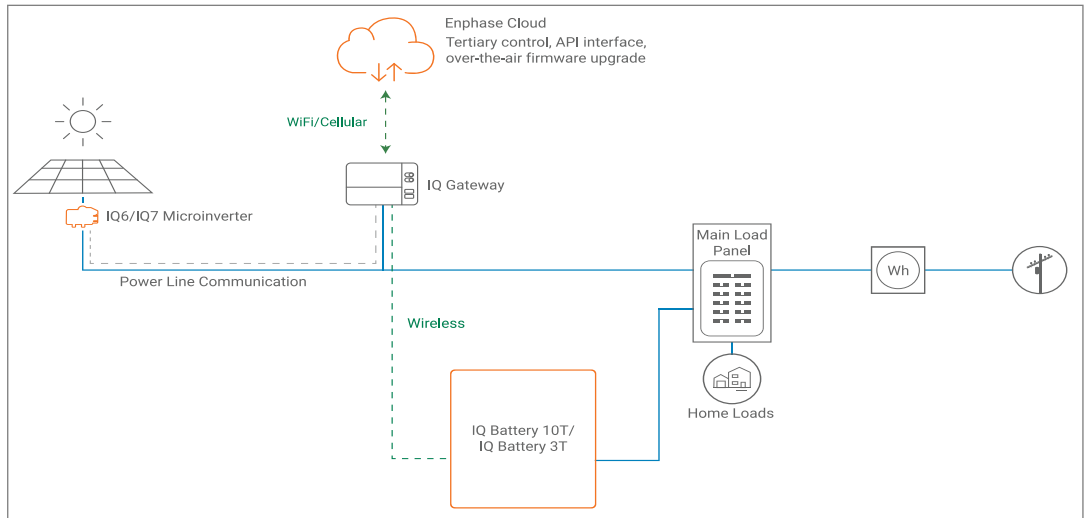 Enphase Cloud
Tertiary control, API interface,
over-the-air firmware upgrade
WiFi/Cellular
IQ Gateway
IQ6/IQ7 Microinverter
Power Line Communication
Main Load
Panel
Wh
Wireless
Home Loads
IQ Battery 10T/
IQ Battery 3T